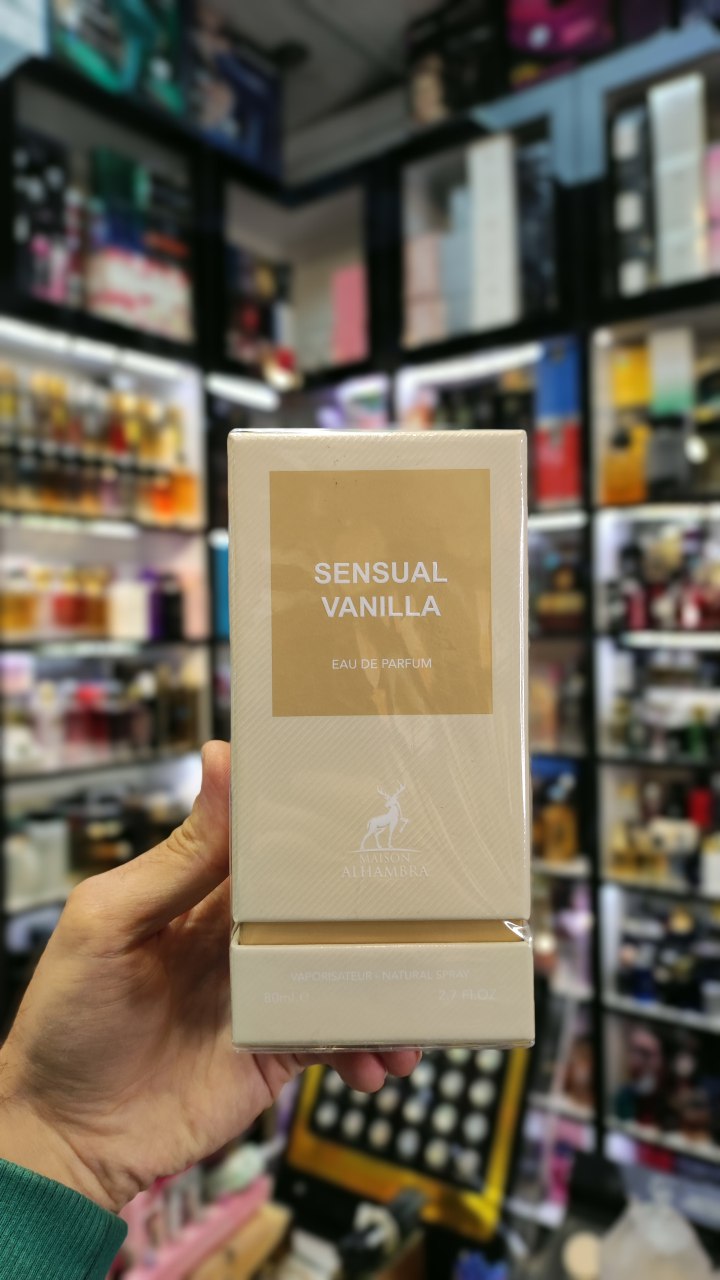 SENSUAL
VANILLA
EAU DE PARFUM
MAISON
ALHAMBRA
VAPORISATEUR • NATURAL SPRAY
80ml ℮ 2.7 FL.OZ